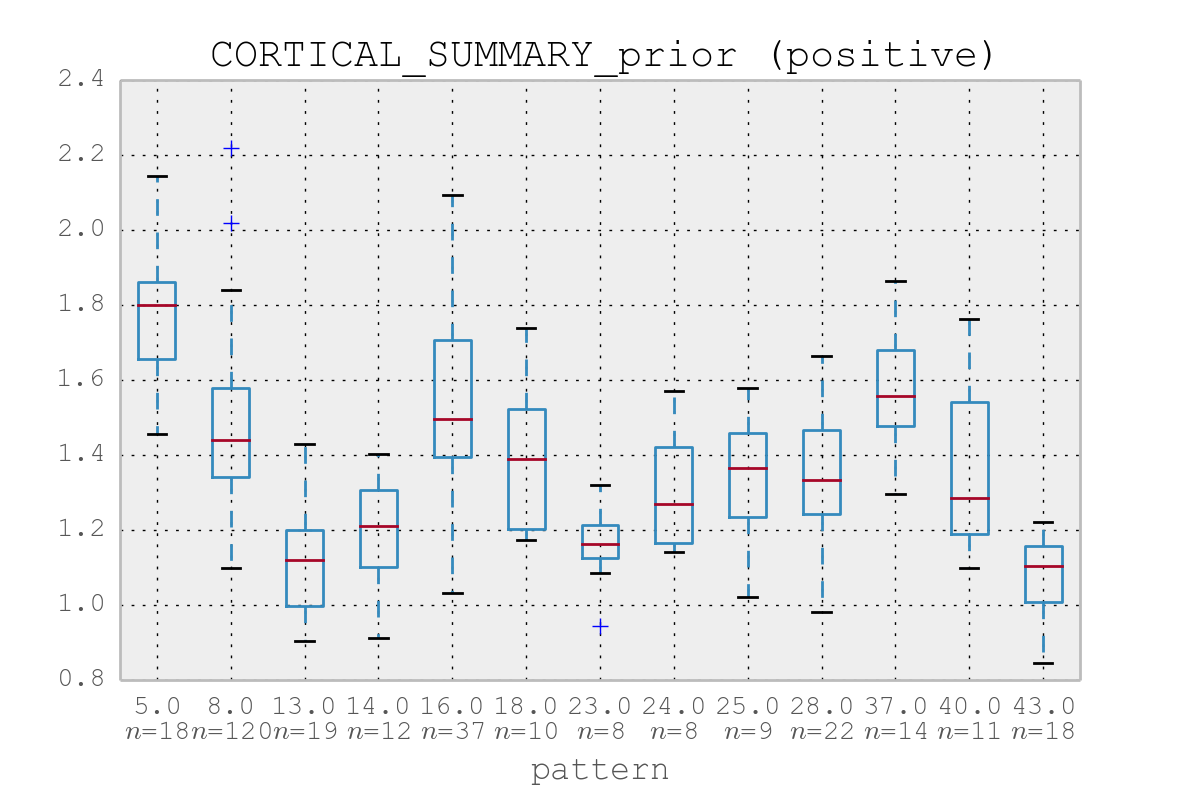 CORTICAL_SUMMARY_prior (positive)
2.4
2.2
2.0
1.8
1.6
1.4
1.2
1.0
0.8
5.0 8.0 13.0 14.0 16.0 18.0 23.0 24.0 25.0 28.0 37.0 40.0 43.0
n=18 n=120 n=19 n=12 n=37 n=10 n=8 n=8 n=9 n=22 n=14 n=11 n=18
pattern